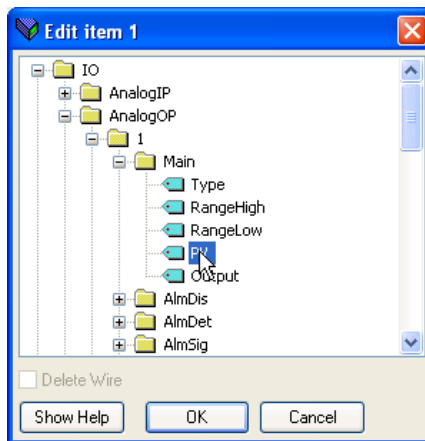 Edit item 1
IO
AnalogIP
AnalogOP
1
Main
Type
RangeHigh
RangeLow
PV
Output
AlmDis
AlmDet
AlmSig
Delete Wire
Show Help OK Cancel